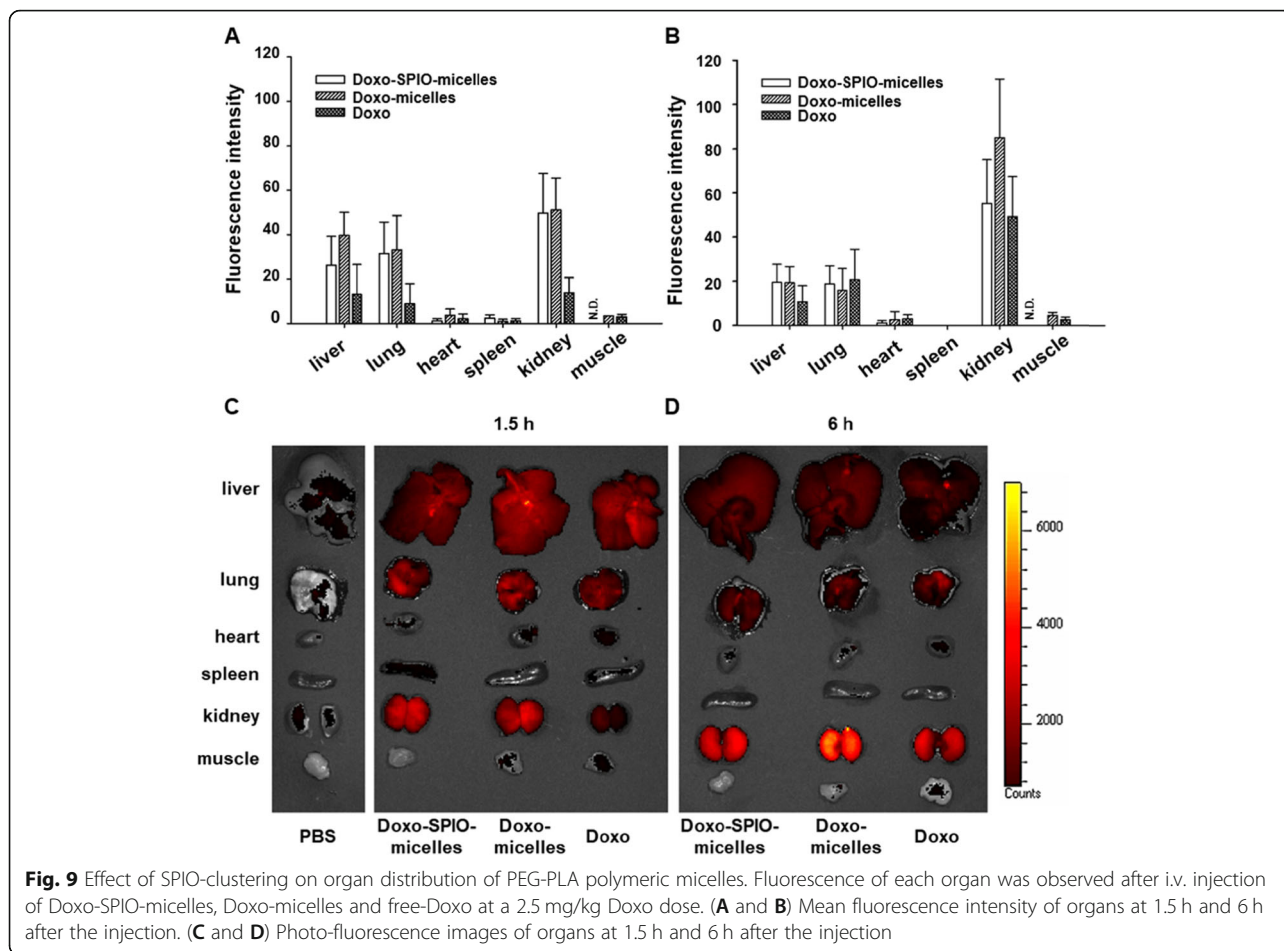 A
120
100
80
60
40
20
0
Fluorescence intensity
Doxo-SPIO-micelles
Doxo-micelles
Doxo
N.D.
liver lung heart spleen kidney muscle
B
120
100
80
60
40
20
0
Fluorescence intensity
Doxo-SPIO-micelles
Doxo-micelles
Doxo
N.D.
liver lung heart spleen kidney muscle
C
1.5 h
D
6 h
liver
lung
heart
spleen
kidney
muscle
PBS
Doxo-SPIO-
micelles
Doxo-
micelles
Doxo
Doxo-SPIO-
micelles
Doxo-
micelles
Doxo
6000
4000
2000
Counts
Fig. 9 Effect of SPIO-clustering on organ distribution of PEG-PLA polymeric micelles. Fluorescence of each organ was observed after i.v. injection
of Doxo-SPIO-micelles, Doxo-micelles and free-Doxo at a 2.5 mg/kg Doxo dose. (A and B) Mean fluorescence intensity of organs at 1.5 h and 6 h
after the injection. (C and D) Photo-fluorescence images of organs at 1.5 h and 6 h after the injection